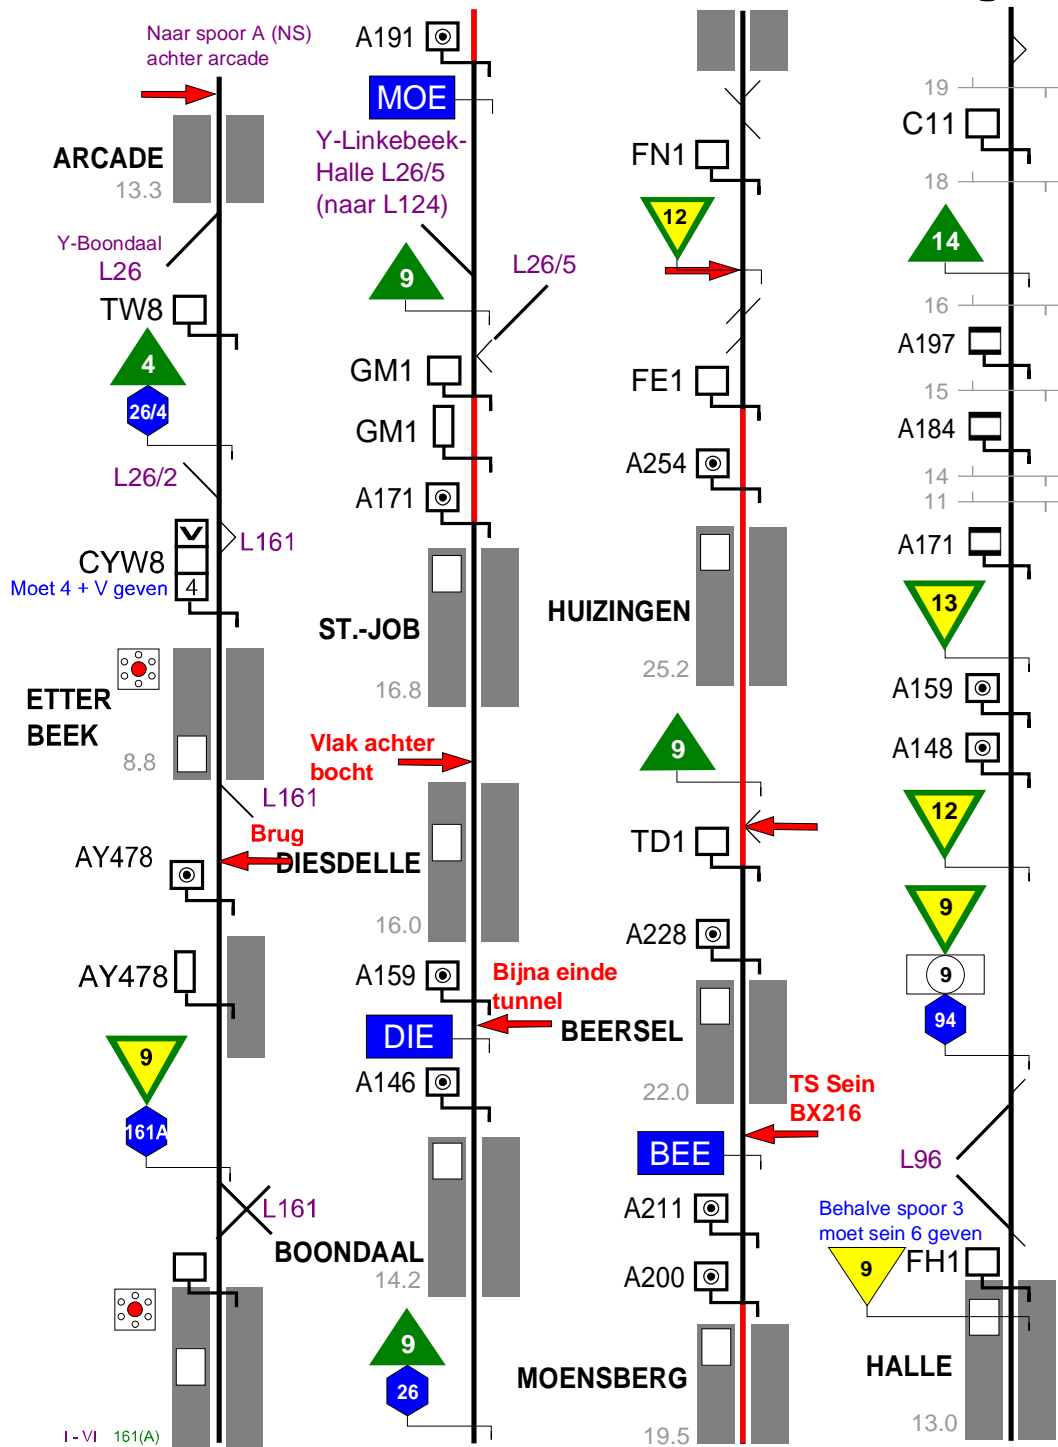 Naar spoor A (NS)
achter arcade
ARCADE
13.3
Y-Boondaal
L26
TW8
4
26/4
L26/2
V
L161
CYW8
Moet 4 + V geven
4
ETTER
BEEK
8.8
L161
Brug
AY478
AY478
9
161A
L161
I - VI 161(A)
A191
MOE
Y-Linkebeek-
Halle L26/5
(naar L124)
9
L26/5
GM1
GM1
A171
ST.-JOB
16.8
Vlak achter
bocht
DIESDELLE
16.0
A159
Bijna einde
tunnel
DIE
A146
BOONDAAL
14.2
9
26
FN1
12
FE1
A254
HUIZINGEN
25.2
9
TD1
A228
BEERSEL
22.0
TS Sein
BX216
BEE
A211
A200
MOENSBERG
19.5
19
C11
18
14
16
A197
15
A184
14
11
A171
13
A159
A148
12
9
9
94
L96
Behalve spoor 3
moet sein 6 geven
9
FH1
HALLE
13.0